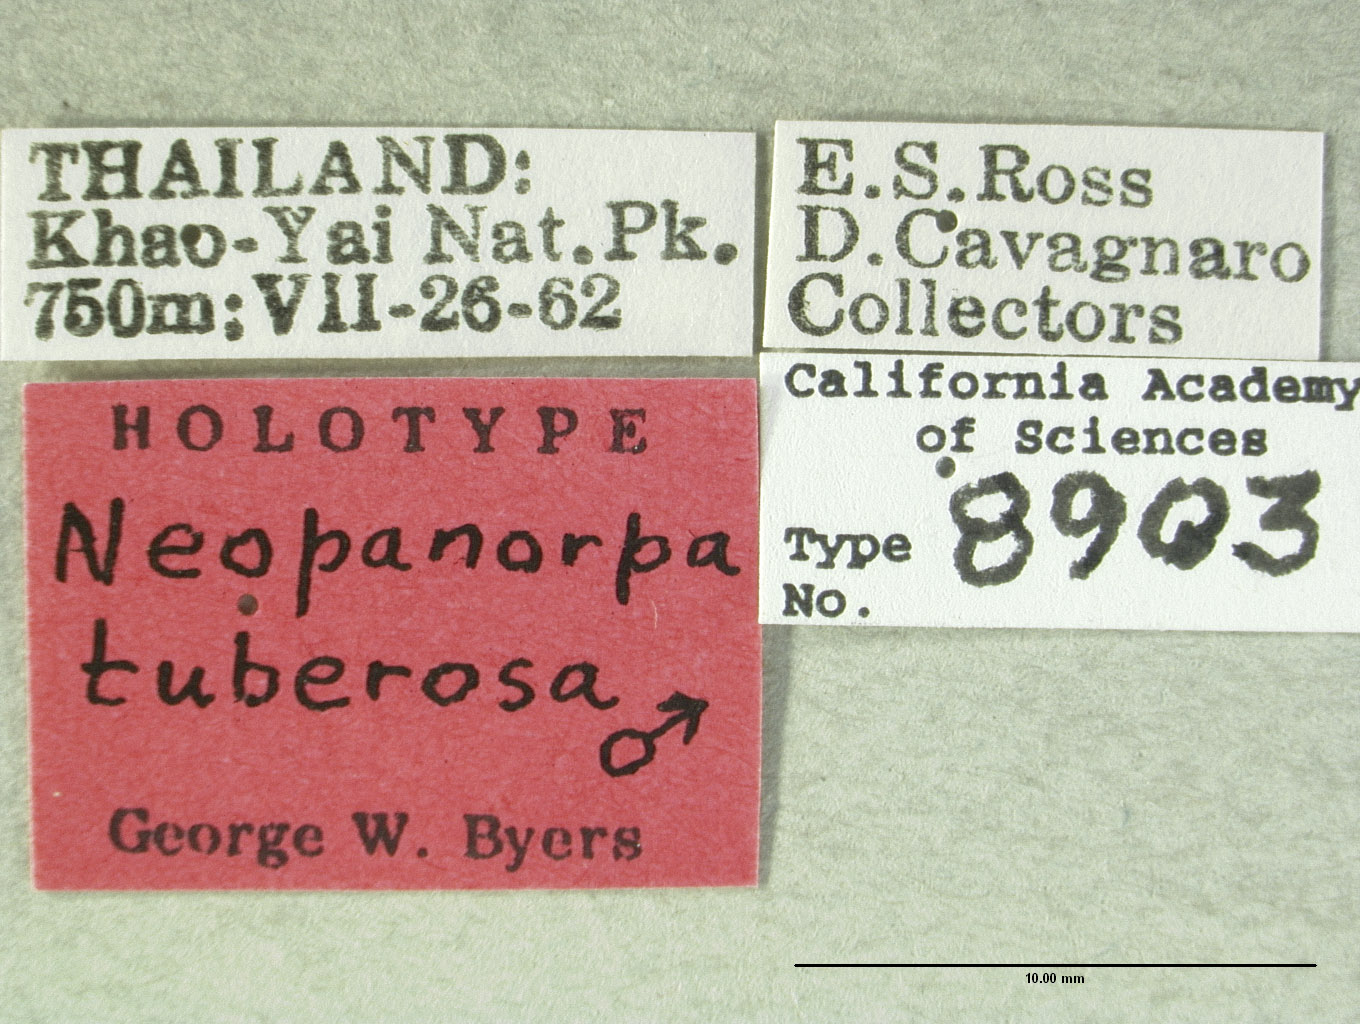 THAILAND:
Khao-Yai Nat.Pk.
750m;VII-26-62
E.S.Ross
D.Cavagnaro
Collectors
HOLOTYPE
Neopanorpa
tuberosa ♂
George W. Byers
California Academy
of Sciences
Type 8903
No.
10.00 mm